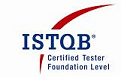 ISTQB®
Certified Tester
Foundation Level